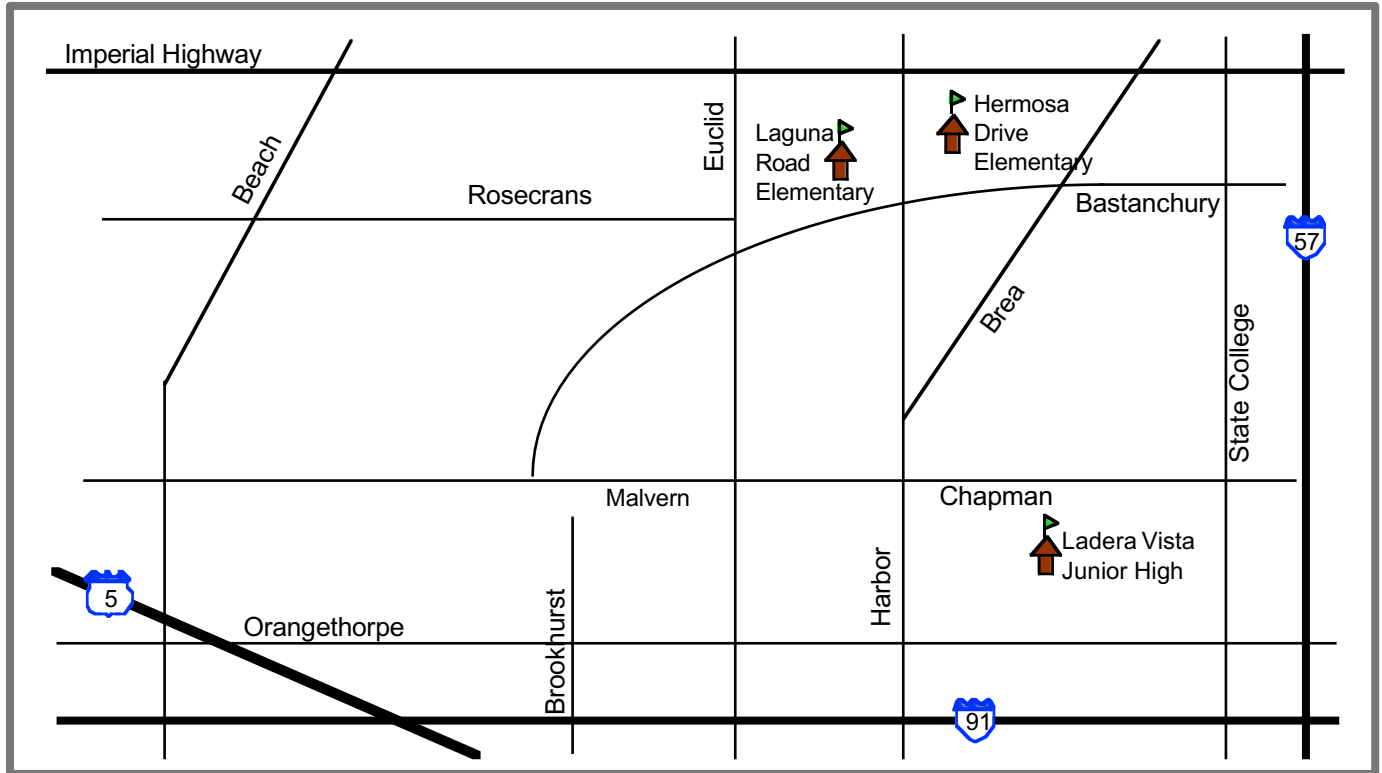 Imperial Highway
Beach
Rosecrans
Euclid
Laguna
Road
Elementary
Hermosa
Drive
Elementary
Bastanchury
57
Brea
State College
Malvern
Chapman
Ladera Vista
Junior High
Harbor
5
Orangethorpe
Brookhurst
91